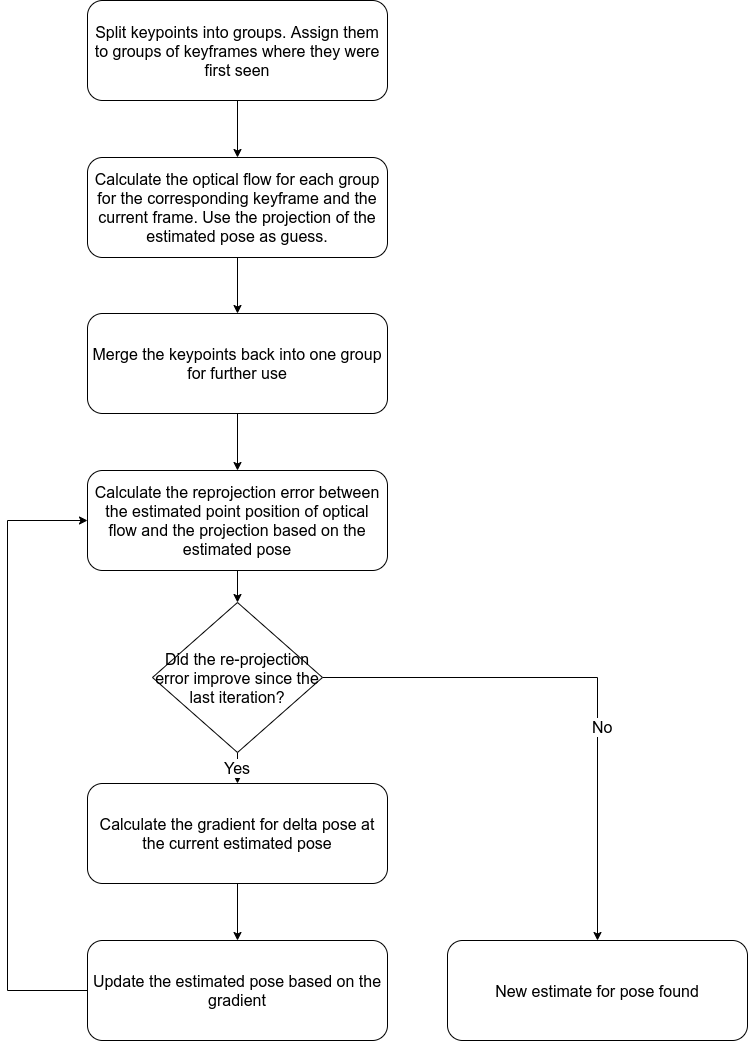 Split keypoints into groups. Assign them
to groups of keyframes where they were
first seen
Calculate the optical flow for each group
for the corresponding keyframe and the
current frame. Use the projection of the
estimated pose as guess.
Merge the keypoints back into one group
for further use
Calculate the reprojection error between
the estimated point position of optical
flow and the projection based on the
estimated pose
Did the re-projection
error improve since the
last iteration?
No
Yes
Calculate the gradient for delta pose at
the current estimated pose
Update the estimated pose based on the
gradient
New estimate for pose found